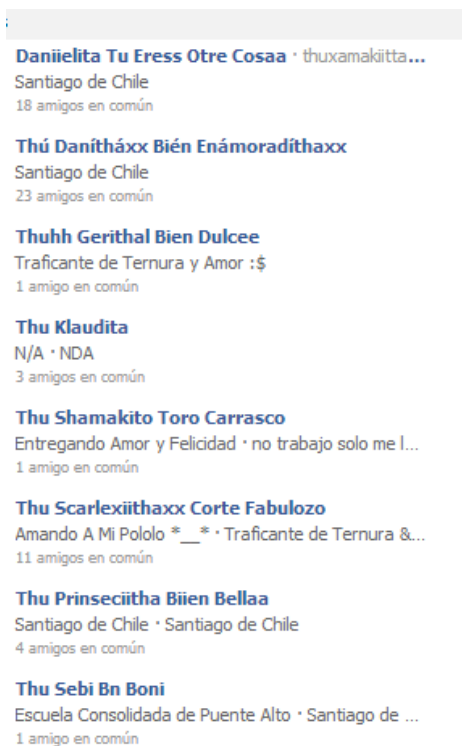 Daniielita Tu Eress Otre Cosaa · thuxamakiitta...
Santiago de Chile
18 amigos en común
Thú Daníthάxx Bién Enámoradíthaxx
Santiago de Chile
23 amigos en común
Thuhh Gerithal Bien Dulcee
Traficante de Ternura y Amor :$
1 amigo en común
Thu Klaudita
N/A · NDA
3 amigos en común
Thu Shamakito Toro Carrasco
Entregando Amor y Felicidad · no trabajo solo me l...
1 amigo en común
Thu Scarlexiithaxx Corte Fabulozo
Amando A Mi Pololo *__* · Traficante de Ternura &...
11 amigos en común
Thu Prinseciitha Biien Bellaa
Santiago de Chile · Santiago de Chile
4 amigos en común
Thu Sebi Bn Boni
Escuela Consolidada de Puente Alto · Santiago de ...
1 amigo en común